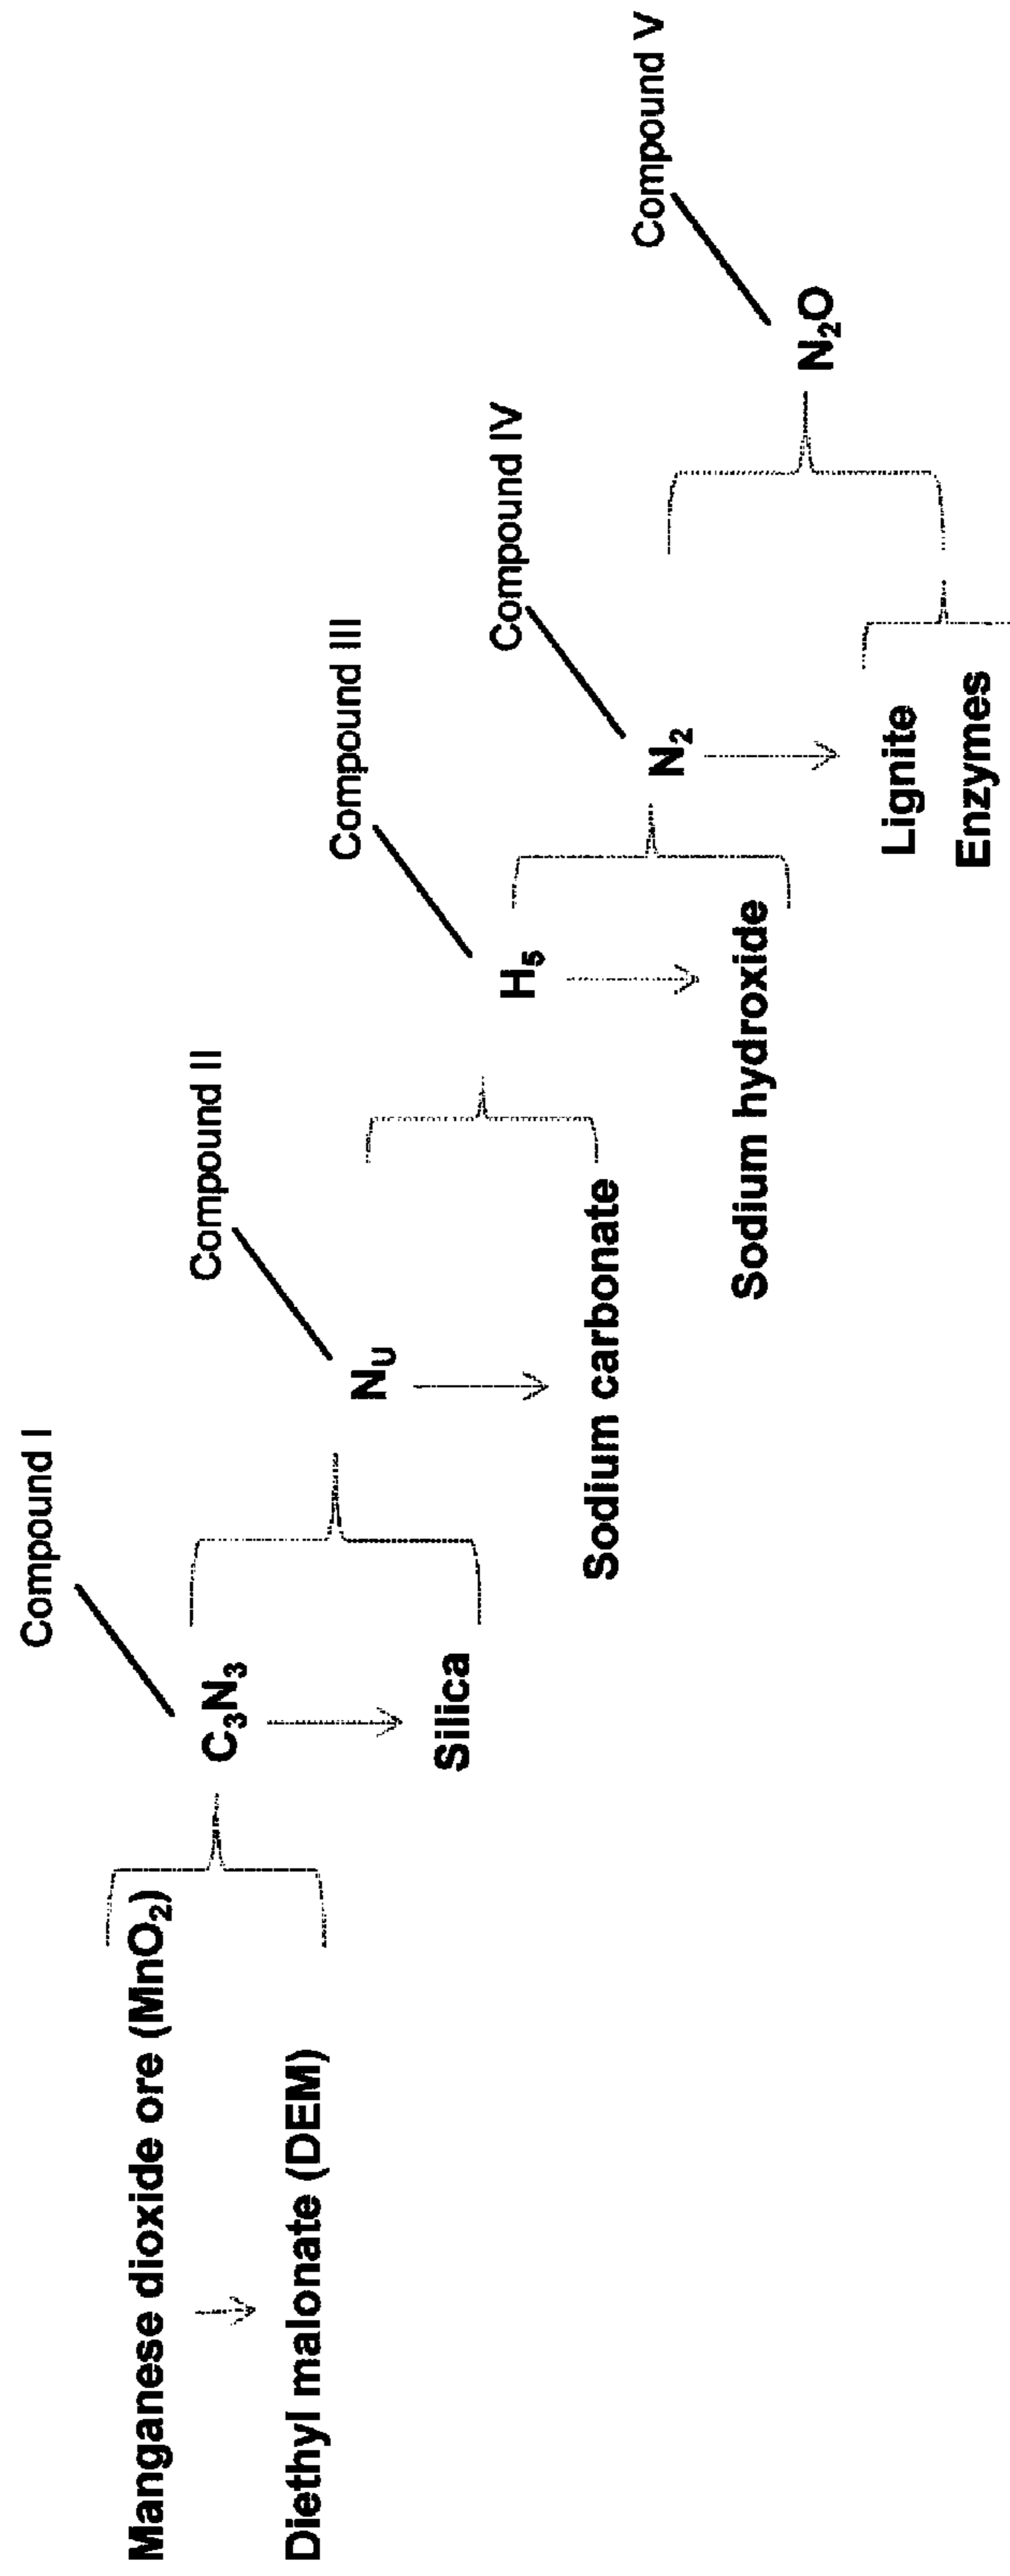 Manganese dioxide ore (MnO₂)
Diethyl malonate (DEM)
Compound I
C₃N₃
Silica
Compound II
Nᴜ
Sodium carbonate
Compound III
H₅
Sodium hydroxide
Compound IV
N₂
Lignite
Enzymes
Compound V
N₂O